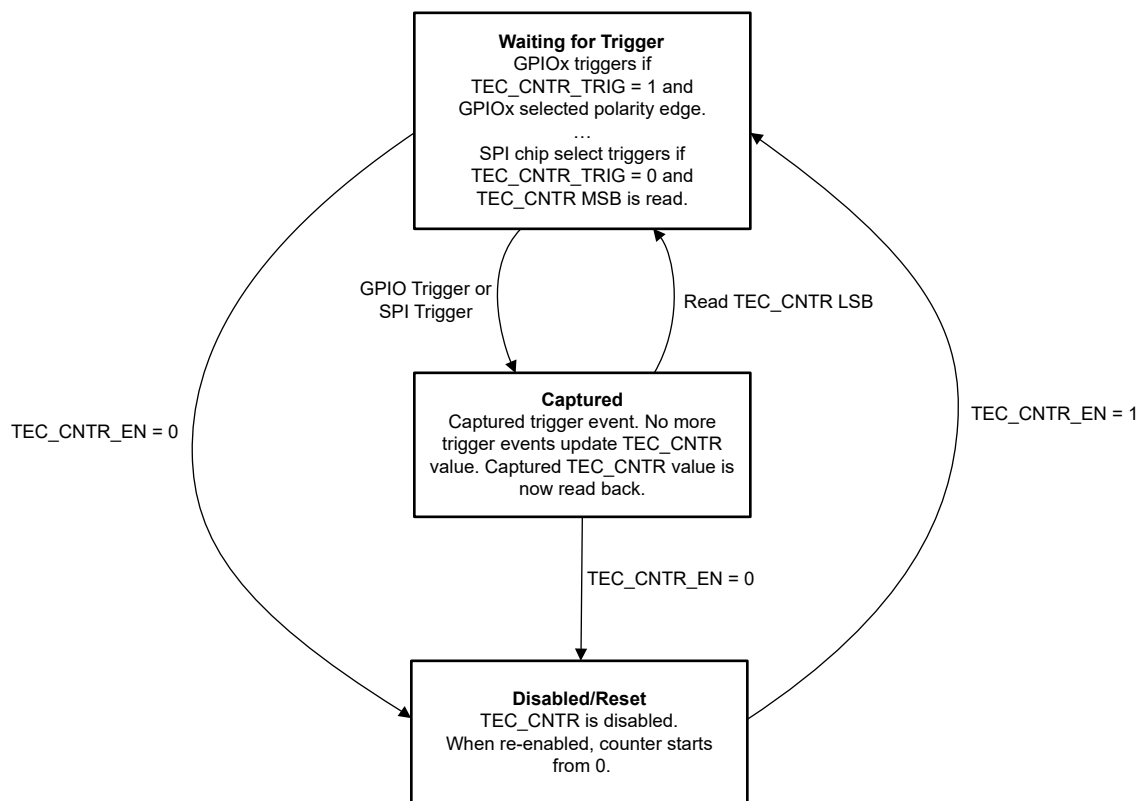 Waiting for Trigger
GPIOx triggers if
TEC_CNTR_TRIG = 1 and
GPIOx selected polarity edge.
…
SPI chip select triggers if
TEC_CNTR_TRIG = 0 and
TEC_CNTR MSB is read.
GPIO Trigger or
SPI Trigger
Read TEC_CNTR LSB
TEC_CNTR_EN = 0
Captured
Captured trigger event. No more
trigger events update TEC_CNTR
value. Captured TEC_CNTR value is
now read back.
TEC_CNTR_EN = 1
TEC_CNTR_EN = 0
Disabled/Reset
TEC_CNTR is disabled.
When re-enabled, counter starts
from 0.